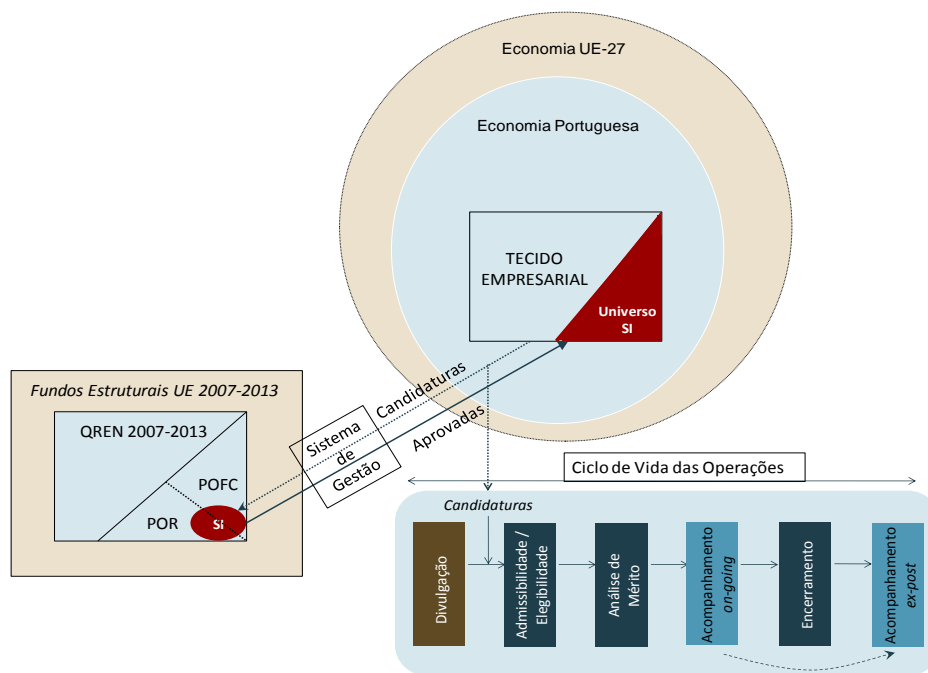 Economia UE-27
Economia Portuguesa
TECIDO
EMPRESARIAL
Universo
SI
Fundos Estruturais UE 2007-2013
QREN 2007-2013
POFC
POR
SI
Candidaturas
Sistema
de
Gestão
Aprovadas
Ciclo de Vida das Operações
Candidaturas
Divulgação
Admissibilidade /
Elegibilidade
Análise de
Mérito
Acompanhamento
on-going
Encerramento
Acompanhamento
ex-post